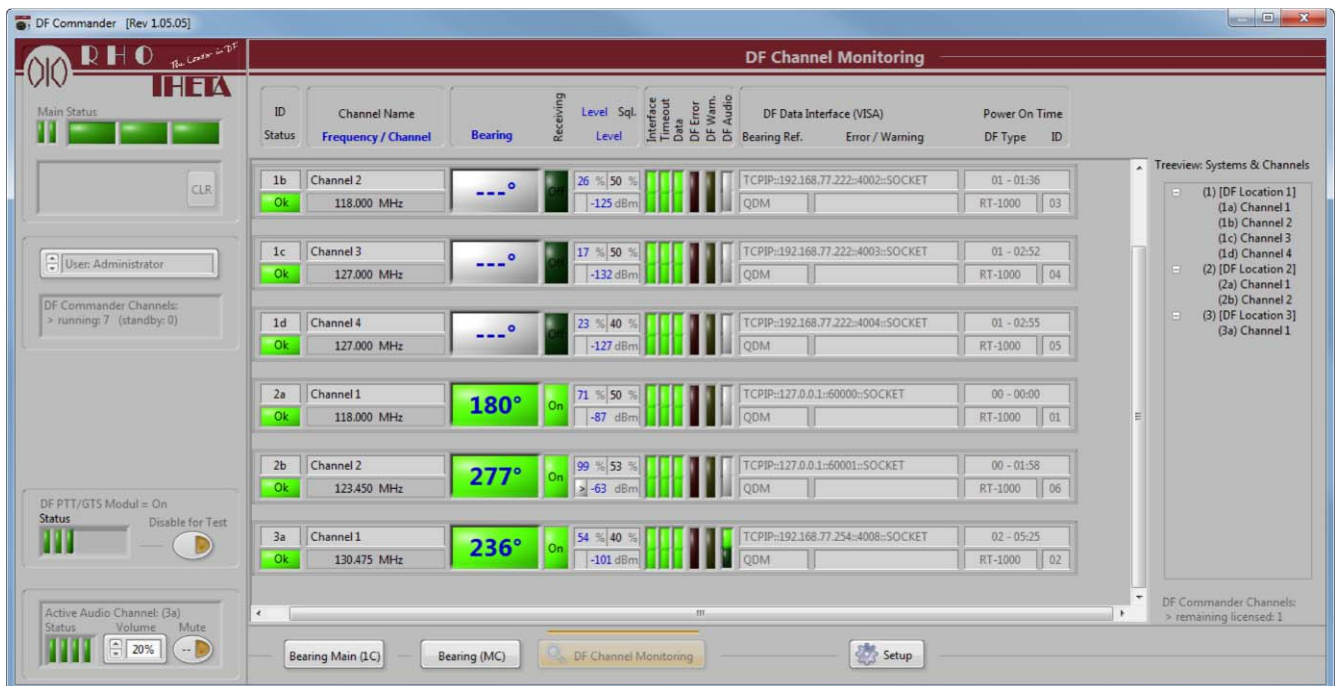 DF Commander [Rev 1.05.05]
RHO
The Center in DF
THETA
DF Channel Monitoring
Main Status
CLR
User: Administrator
DF Commander Channels:
> running: 7 (standby: 0)
DF PTT/GTS Modul = On
Status Disable for Test
Active Audio Channel: (3a)
Status Volume Mute
20% --
ID Channel Name Receiving Level Sql. Interface Timeout Data DF Error DF Warn. DF Audio DF Data Interface (VISA) Power On Time
Status Frequency / Channel Bearing Level Bearing Ref. Error / Warning DF Type ID
1b Channel 2 ---° Off 26 % 50 % TCPIP::192.168.77.222::4002::SOCKET 01 - 01:36
Ok 118.000 MHz -125 dBm QDM RT-1000 03
1c Channel 3 ---° Off 17 % 50 % TCPIP::192.168.77.222::4003::SOCKET 01 - 02:52
Ok 127.000 MHz -132 dBm QDM RT-1000 04
1d Channel 4 ---° Off 23 % 40 % TCPIP::192.168.77.222::4004::SOCKET 01 - 02:55
Ok 127.000 MHz -127 dBm QDM RT-1000 05
2a Channel 1 180° On 71 % 50 % TCPIP::127.0.0.1::60000::SOCKET 00 - 00:00
Ok 118.000 MHz -87 dBm QDM RT-1000 01
2b Channel 2 277° On 99 % 53 % TCPIP::127.0.0.1::60001::SOCKET 00 - 01:58
Ok 123.450 MHz > -63 dBm QDM RT-1000 06
3a Channel 1 236° On 54 % 40 % TCPIP::192.168.77.254::4008::SOCKET 02 - 05:25
Ok 130.475 MHz -101 dBm QDM RT-1000 02
Treeview: Systems & Channels
(1) [DF Location 1]
(1a) Channel 1
(1b) Channel 2
(1c) Channel 3
(1d) Channel 4
(2) [DF Location 2]
(2a) Channel 1
(2b) Channel 2
(3) [DF Location 3]
(3a) Channel 1
DF Commander Channels:
> remaining licensed: 1
Bearing Main (1C) Bearing (MC) DF Channel Monitoring Setup